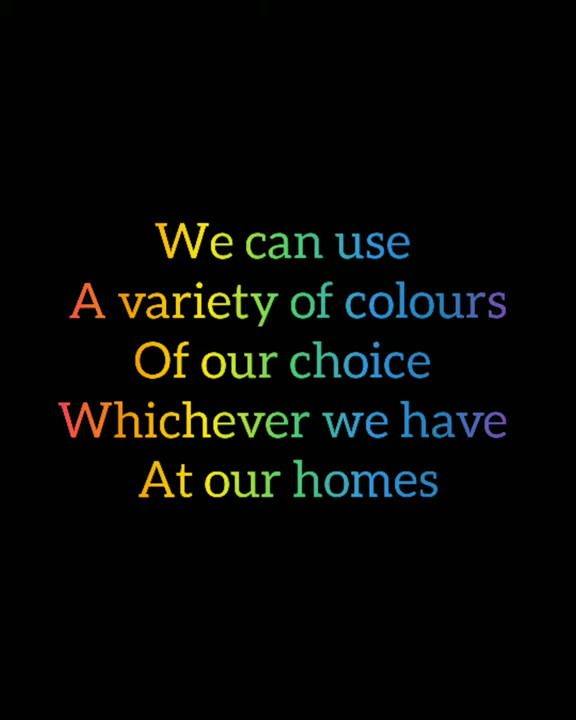 We can use
A variety of colours
Of our choice
Whichever we have
At our homes